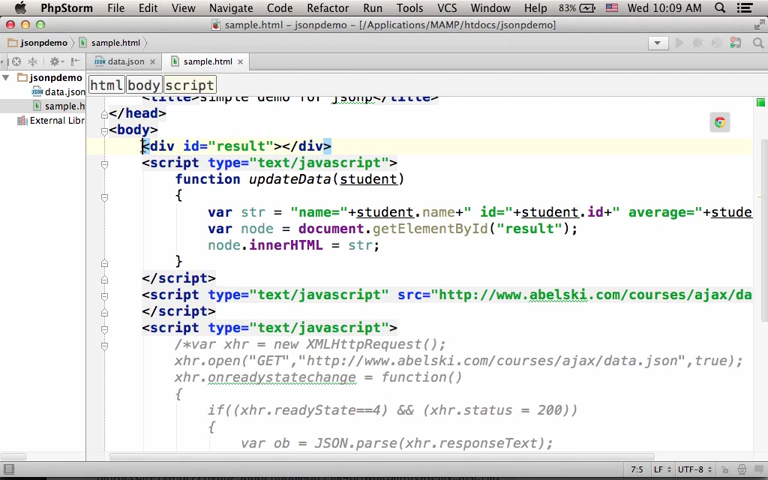 PhpStorm File Edit View Navigate Code Refactor Run Tools VCS Window Help 83% Wed 10:09 AM
sample.html - jsonpdemo - [/Applications/MAMP/htdocs/jsonpdemo]
jsonpdemo sample.html
data.json sample.html
jsonpdemo
data.json
sample.h
External Libr
html body script
<title>simple demo for jsonp</title>
</head>
<body>
<div id="result"></div>
<script type="text/javascript">
function updateData(student)
{
var str = "name="+student.name+" id="+student.id+" average="+stude
var node = document.getElementById("result");
node.innerHTML = str;
}
</script>
<script type="text/javascript" src="http://www.abelski.com/courses/ajax/da
</script>
<script type="text/javascript">
/*var xhr = new XMLHttpRequest();
xhr.open("GET","http://www.abelski.com/courses/ajax/data.json",true);
xhr.onreadystatechange = function()
{
if((xhr.readyState==4) && (xhr.status = 200))
{
var ob = JSON.parse(xhr.responseText);
7:5 LF UTF-8